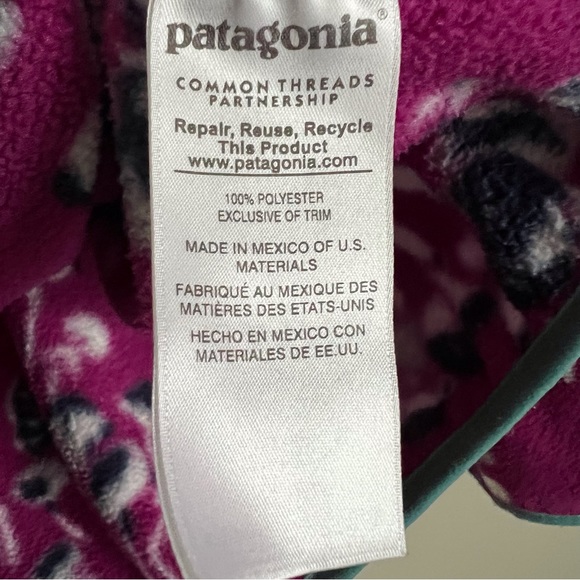 patagonia®
COMMON THREADS
PARTNERSHIP
Repair, Reuse, Recycle
This Product
www.patagonia.com
100% POLYESTER
EXCLUSIVE OF TRIM
MADE IN MEXICO OF U.S.
MATERIALS
FABRIQUÉ AU MEXIQUE DES
MATIÈRES DES ETATS-UNIS
HECHO EN MEXICO CON
MATERIALES DE EE.UU.